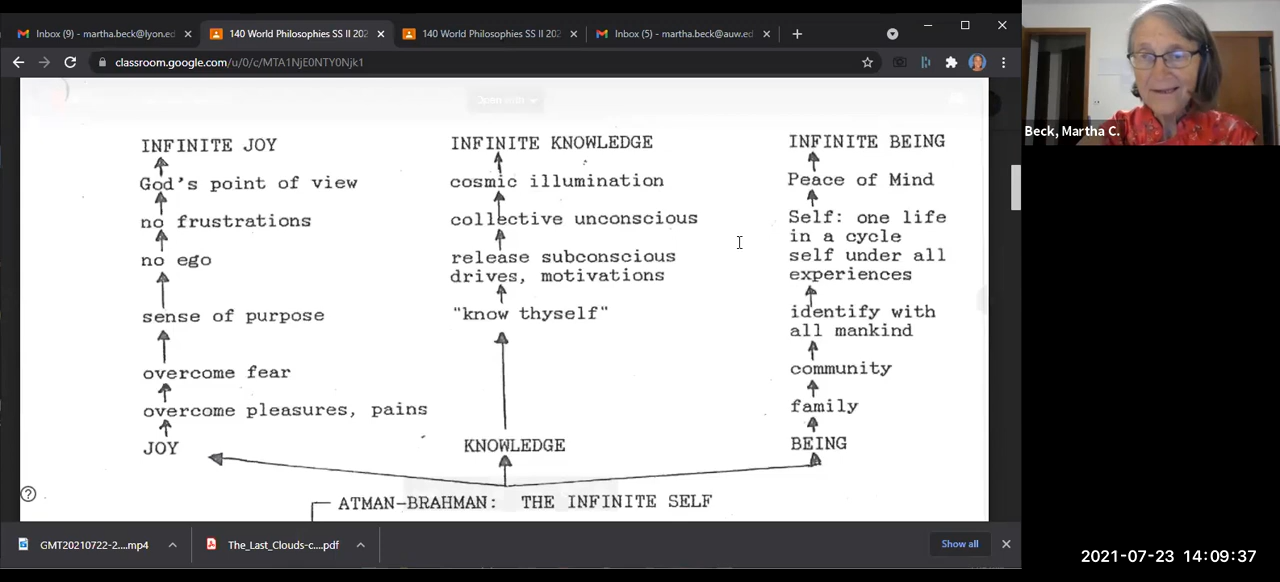 Inbox (9) - martha.beck@lyon.ed
140 World Philosophies SS II 202
140 World Philosophies SS II 202
Inbox (5) - martha.beck@auw.ed
classroom.google.com/u/0/c/MTA1NjE0NTY0Njk1
Open with
Beck, Martha C.
INFINITE JOY
God's point of view
no frustrations
no ego
sense of purpose
overcome fear
overcome pleasures, pains
JOY
INFINITE KNOWLEDGE
cosmic illumination
collective unconscious
release subconscious
drives, motivations
"know thyself"
KNOWLEDGE
INFINITE BEING
Peace of Mind
Self: one life
in a cycle
self under all
experiences
identify with
all mankind
community
family
BEING
ATMAN-BRAHMAN: THE INFINITE SELF
GMT20210722-2....mp4
The_Last_Clouds-c....pdf
Show all
2021-07-23 14:09:37